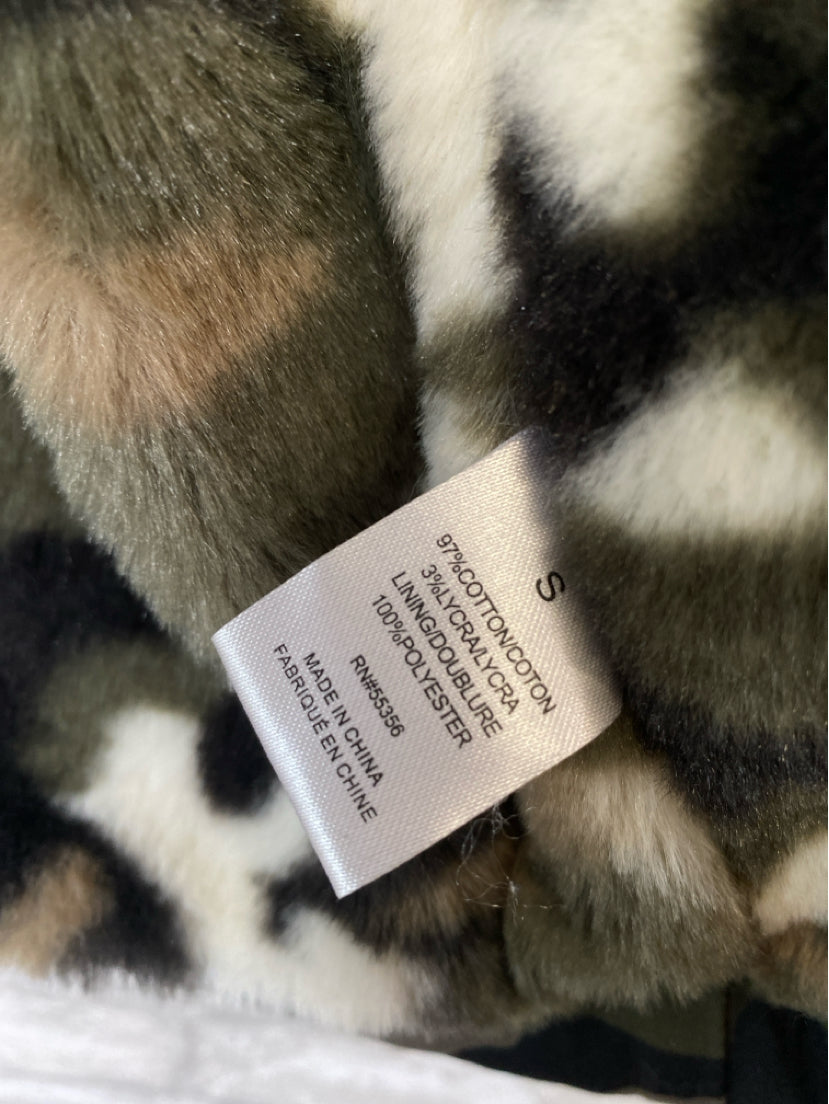 S
97%COTTON/COTON
3%LYCRA/LYCRA
LINING/DOUBLURE
100%POLYESTER
RN#55356
MADE IN CHINA
FABRIQUÉ EN CHINE